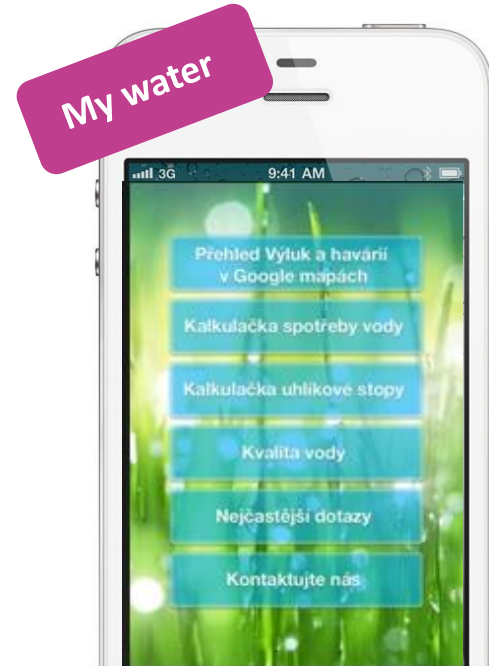 My water
3G 9:41 AM
Přehled Výluk a havárií
v Google mapách
Kalkulačka spotřeby vody
Kalkulačka uhlíkové stopy
Kvalita vody
Nejčastější dotazy
Kontaktujte nás